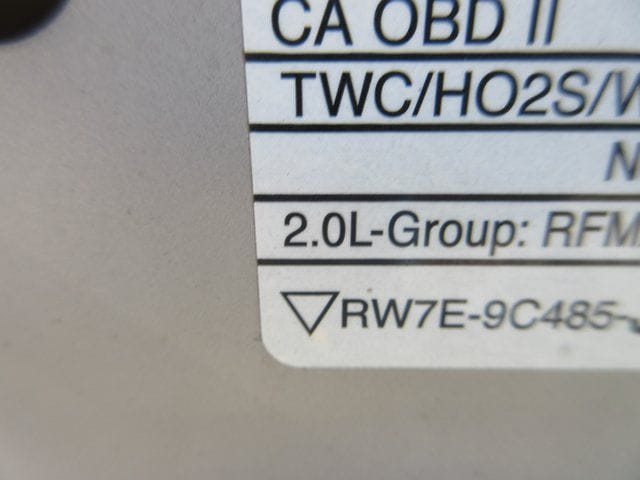 CA OBD II
TWC/HO2S/
2.0L-Group: RFM
RW7E-9C485-